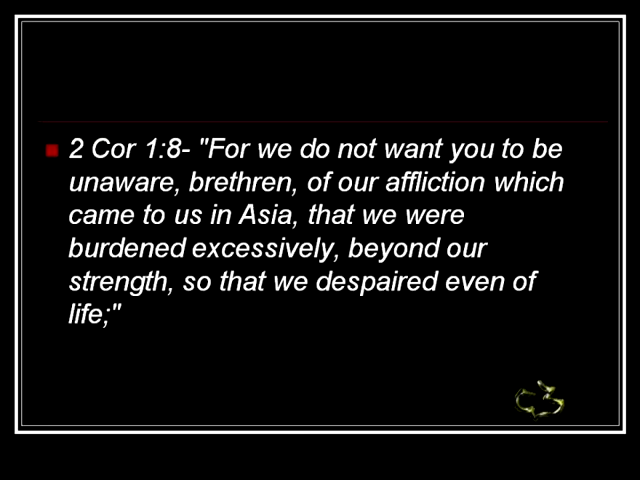 2 Cor 1:8- "For we do not want you to be
unaware, brethren, of our affliction which
came to us in Asia, that we were
burdened excessively, beyond our
strength, so that we despaired even of
life;"